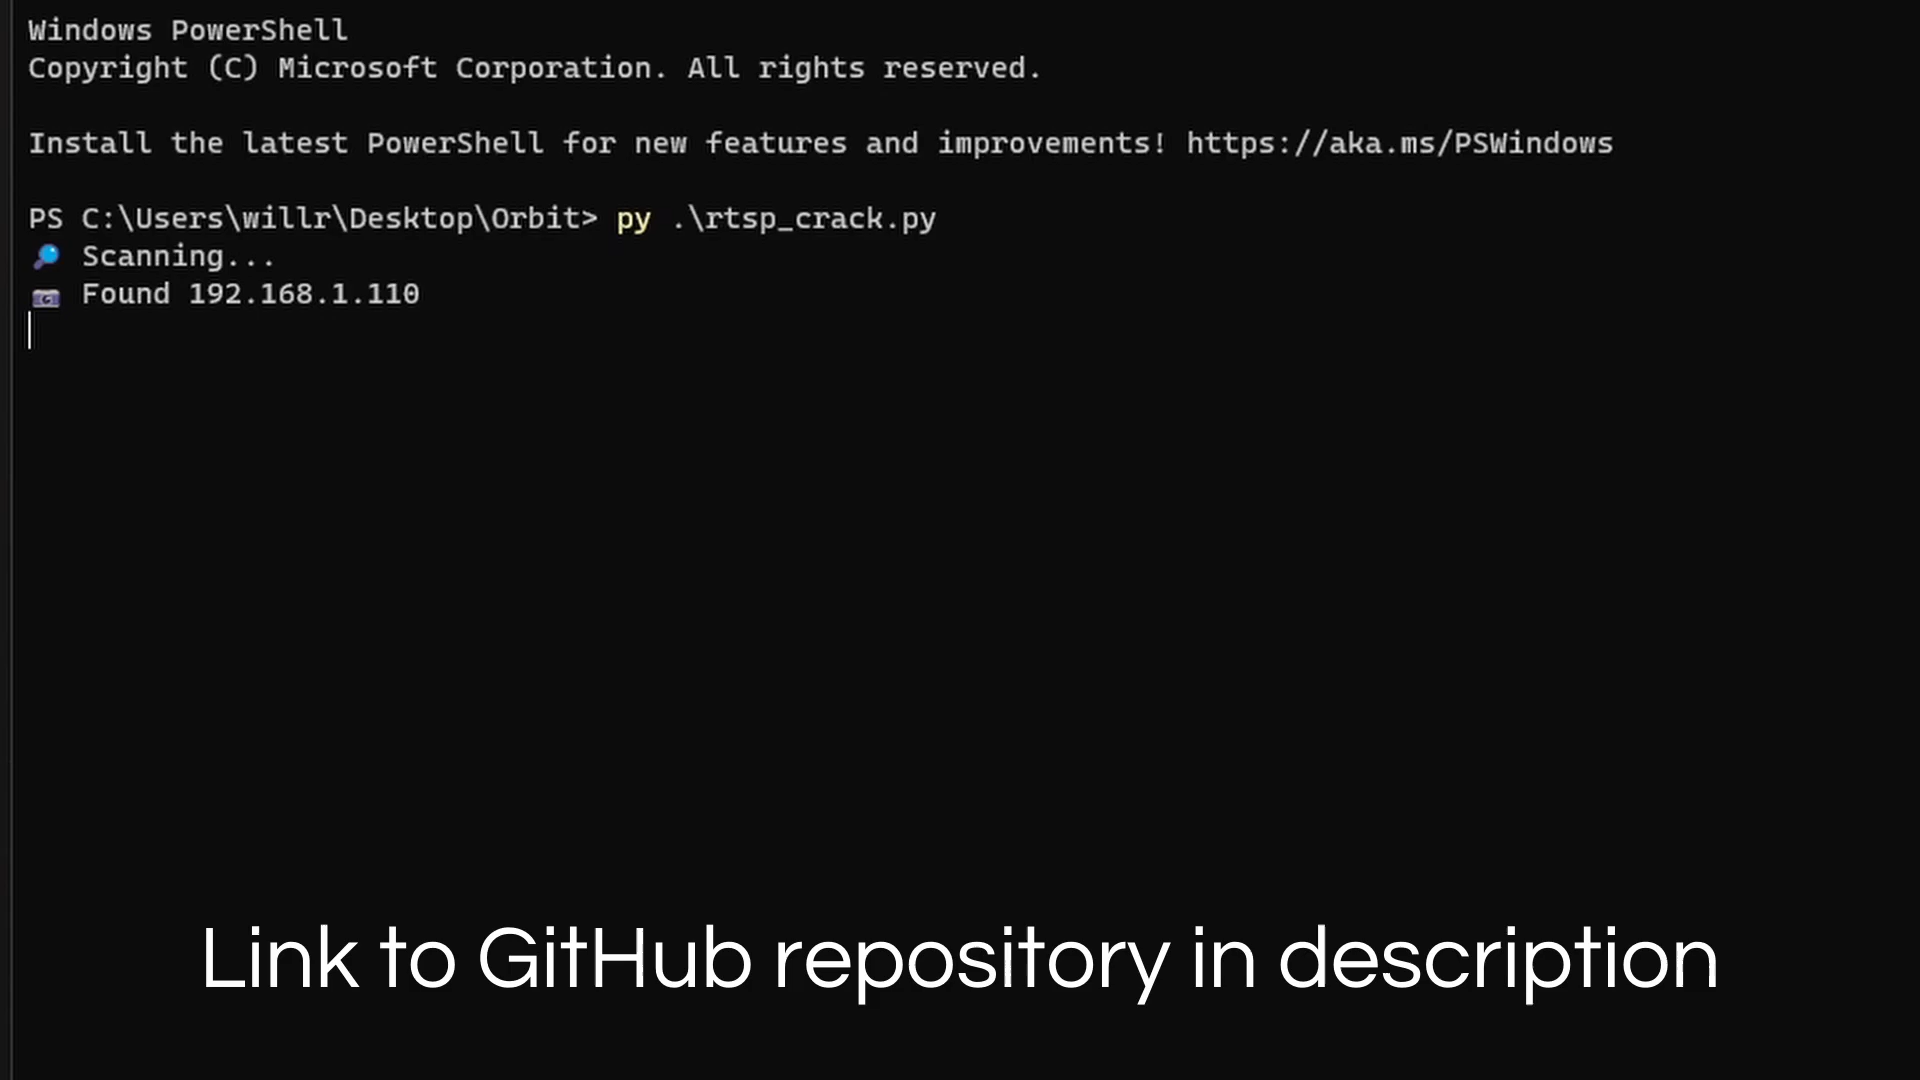 Windows PowerShell
Copyright (C) Microsoft Corporation. All rights reserved.
Install the latest PowerShell for new features and improvements! https://aka.ms/PSWindows
PS C:\Users\willr\Desktop\Orbit> py .\rtsp_crack.py
🔎 Scanning...
📷 Found 192.168.1.110
Link to GitHub repository in description